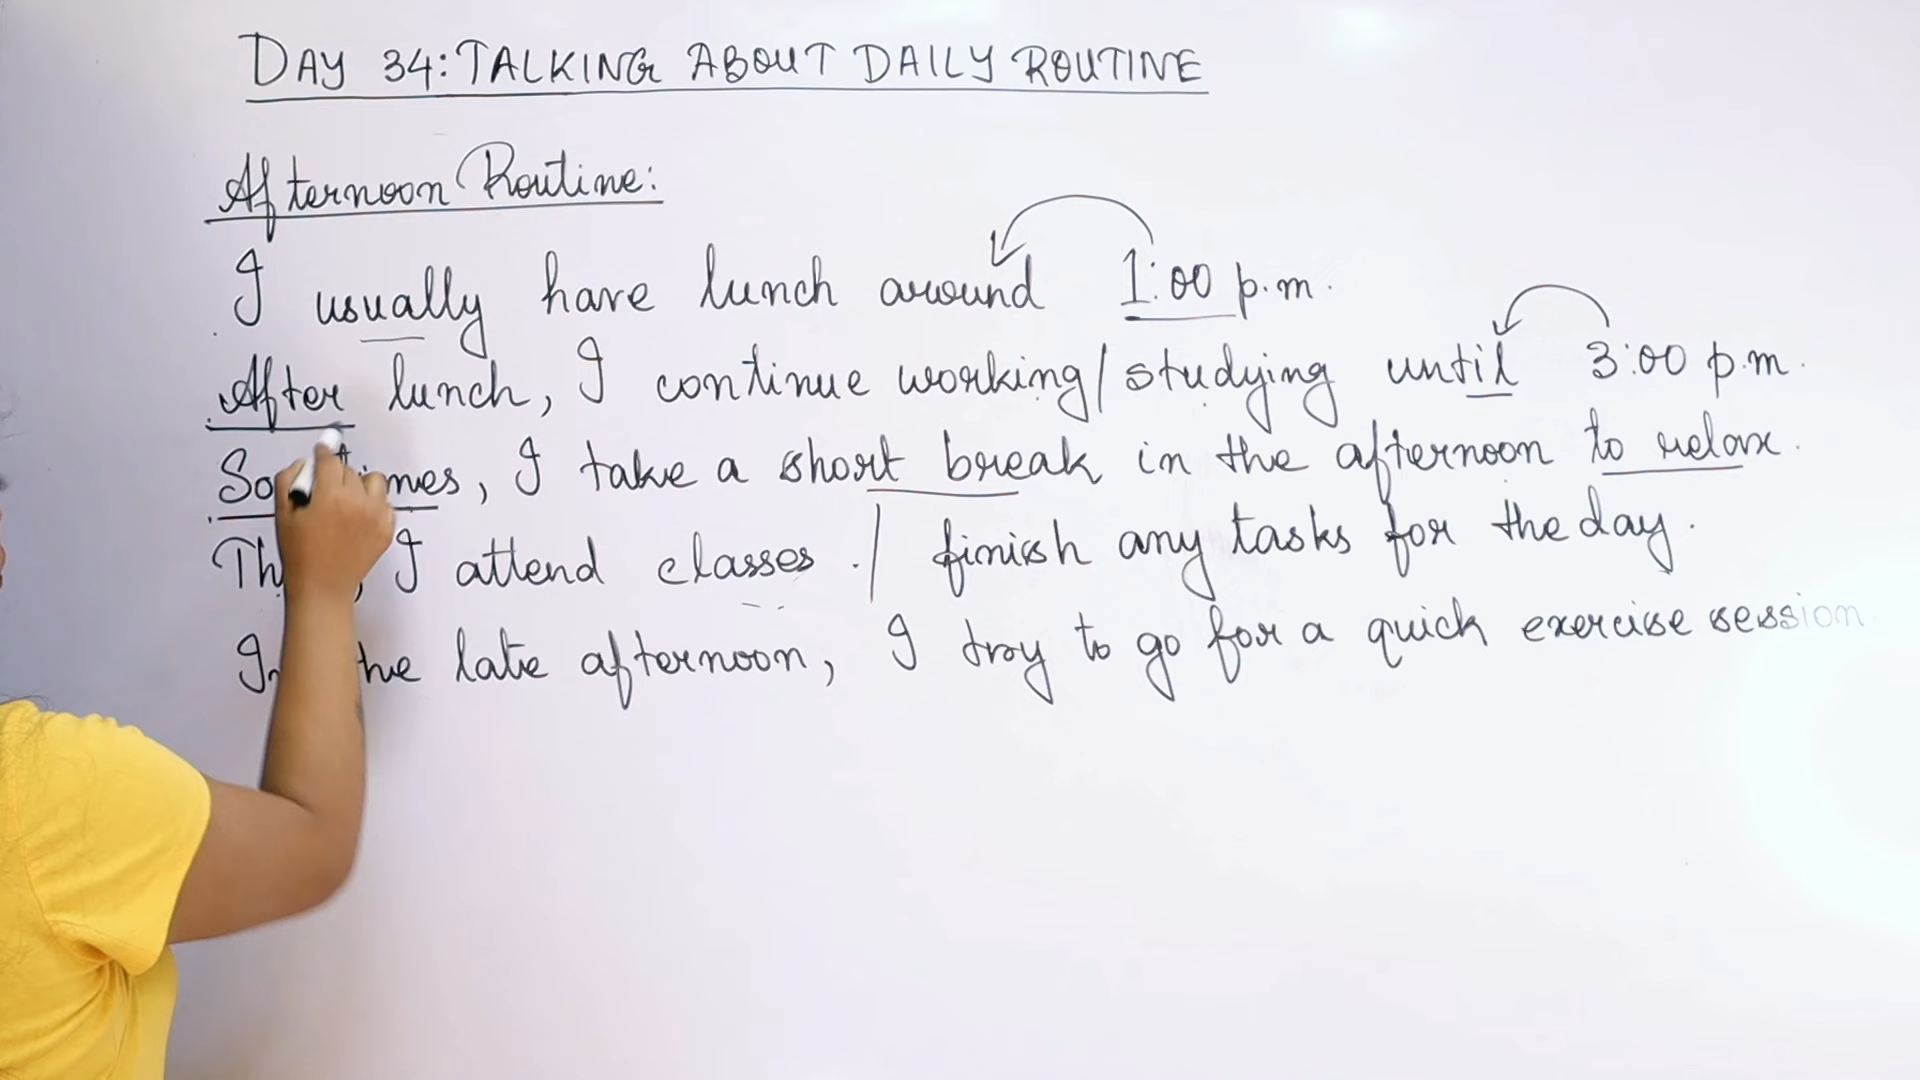 DAY 34: TALKING ABOUT DAILY ROUTINE
Afternoon Routine:
I usually have lunch around 1:00 p.m.
After lunch, I continue working/studying until 3:00 p.m.
, I take a short break in the afternoon to relax.
I attend classes. / finish any tasks for the day.
late afternoon, I try to go for a quick exercise session